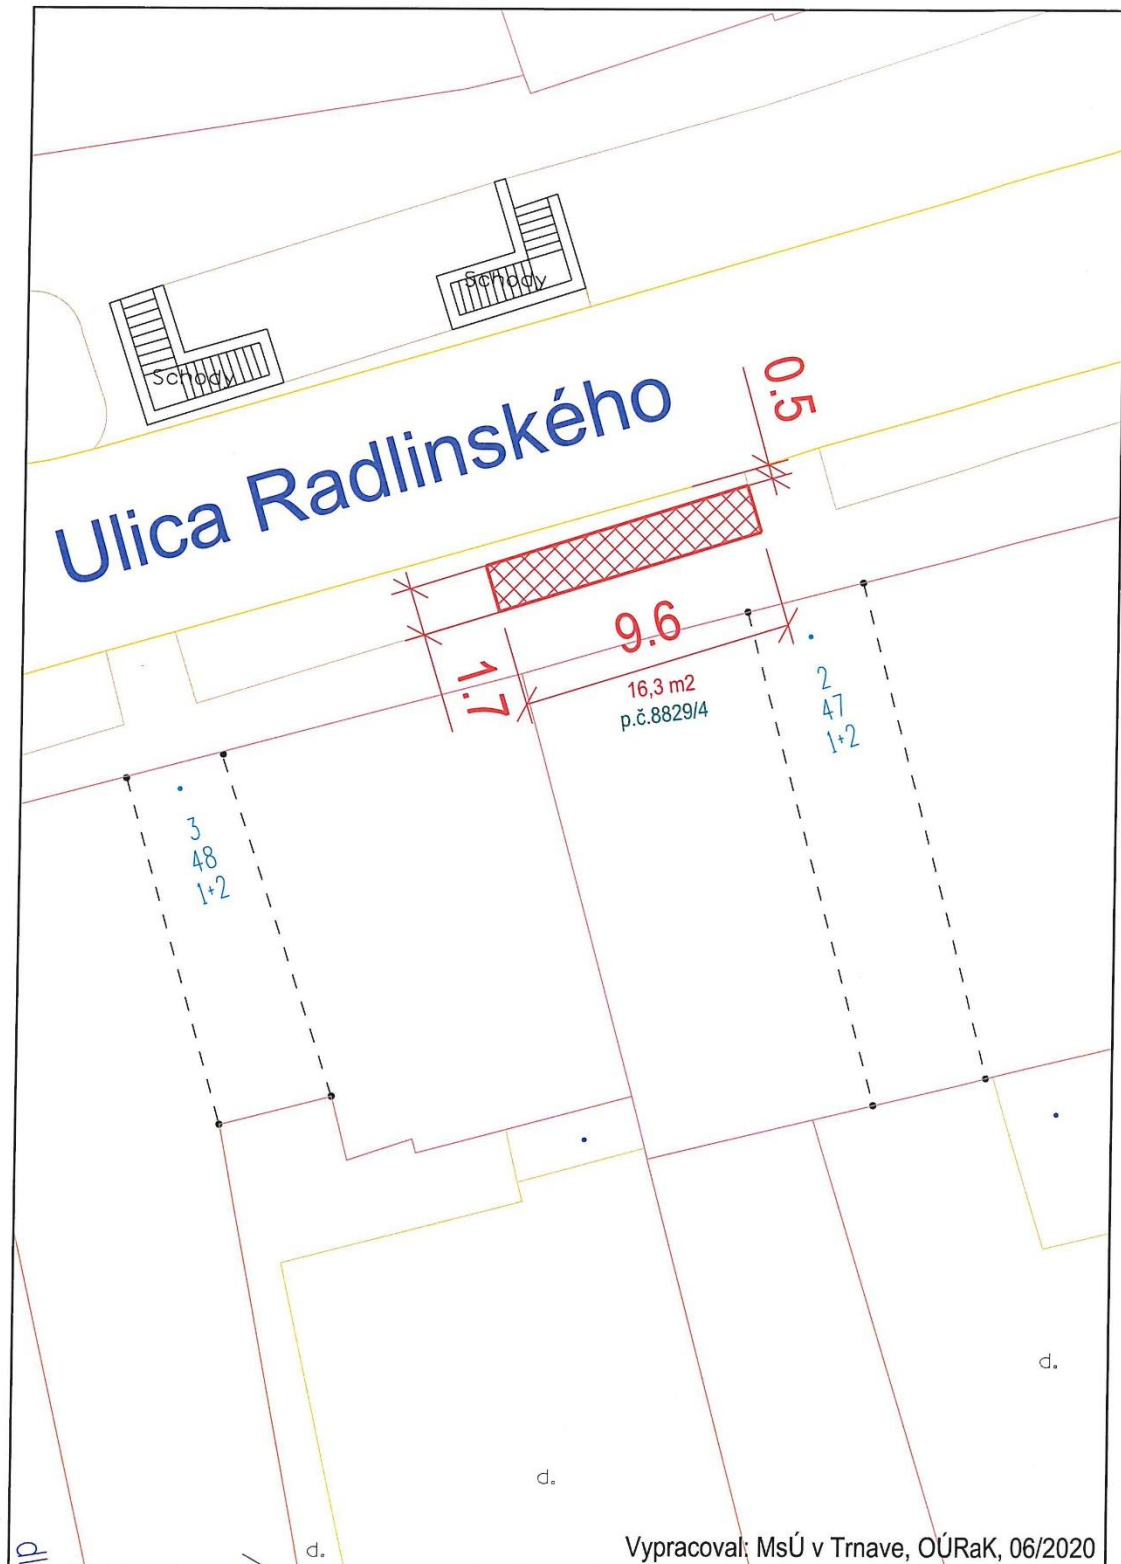 Schody
Schody
Ulica Radlinského
0.5
9.6
1.7
16,3 m2
p.č.8829/4
2
47
1+2
3
48
1+2
d.
d.
d.
Vypracoval: MsÚ v Trnave, OÚRaK, 06/2020